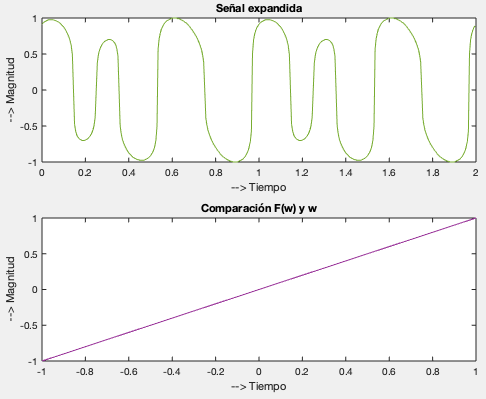 Señal expandida
--> Magnitud
1
0.5
0
-0.5
-1
0 0.2 0.4 0.6 0.8 1 1.2 1.4 1.6 1.8 2
--> Tiempo
Comparación F(w) y w
--> Magnitud
1
0.5
0
-0.5
-1
-1 -0.8 -0.6 -0.4 -0.2 0 0.2 0.4 0.6 0.8 1
--> Tiempo